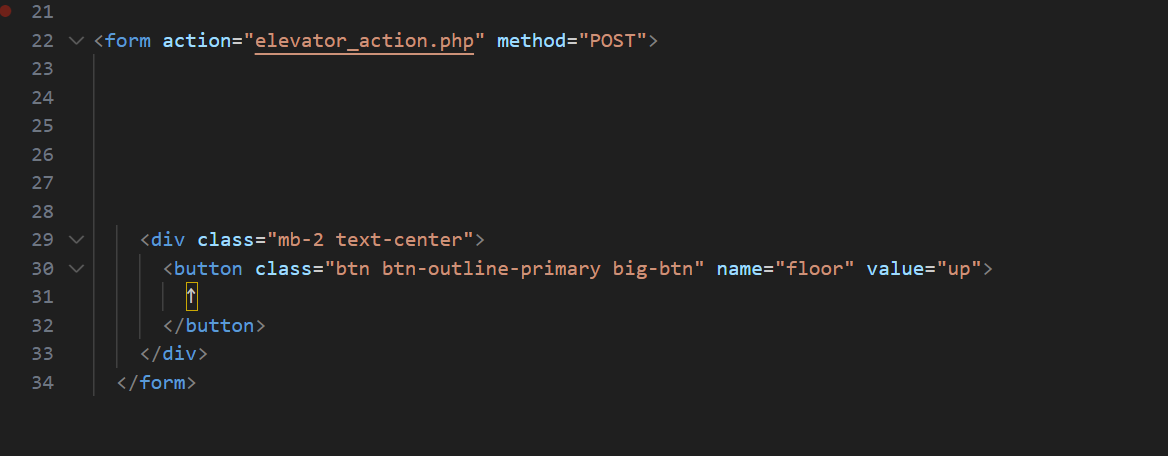 21
22 <form action="elevator_action.php" method="POST">
23
24
25
26
27
28
29 <div class="mb-2 text-center">
30 <button class="btn btn-outline-primary big-btn" name="floor" value="up">
31 ↑
32 </button>
33 </div>
34 </form>